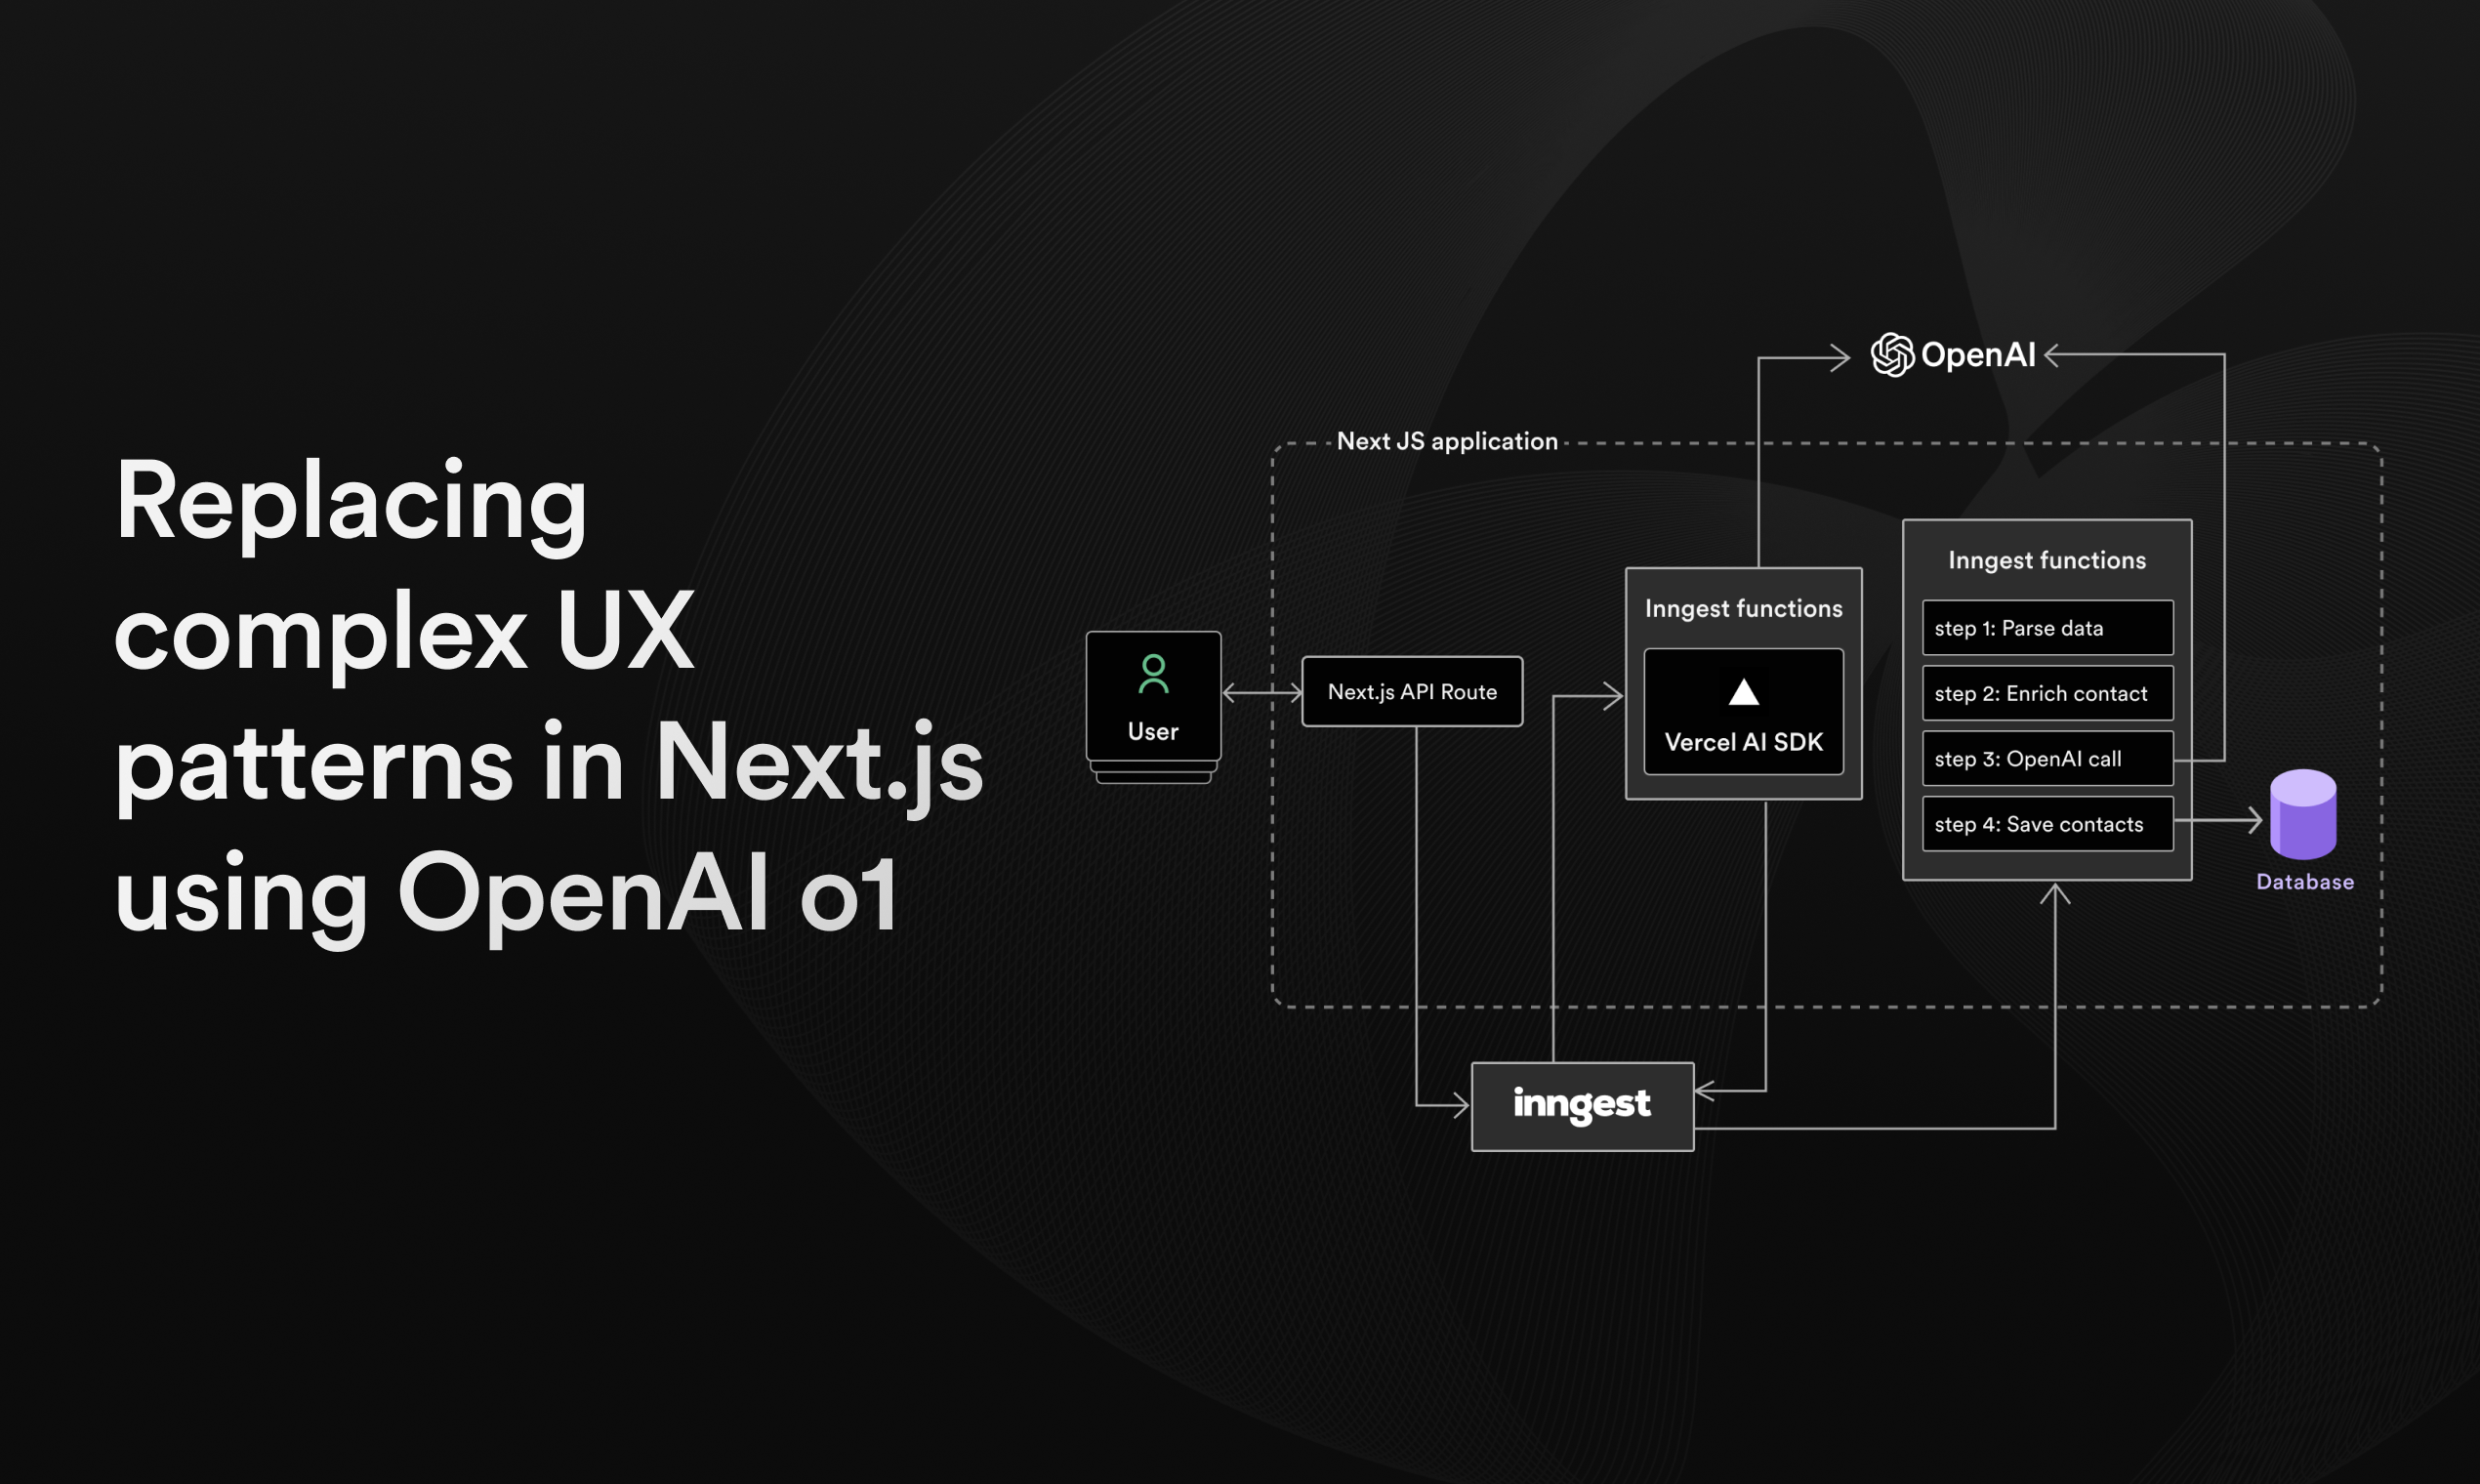 Replacing
complex UX
patterns in Next.js
using OpenAI o1
OpenAI
Next JS application
User
Next.js API Route
Inngest functions
Vercel AI SDK
Inngest functions
step 1: Parse data
step 2: Enrich contact
step 3: OpenAI call
step 4: Save contacts
Database
inngest